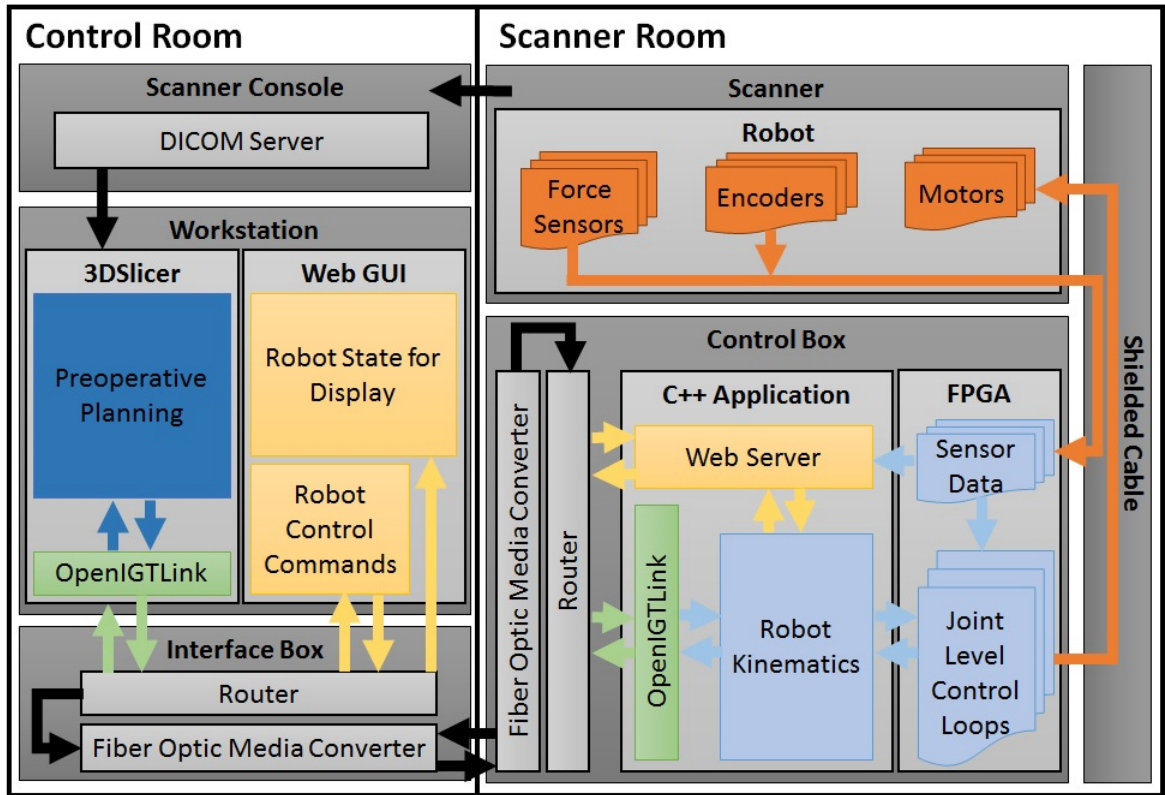 Control Room
Scanner Console
DICOM Server
Workstation
3DSlicer
Preoperative
Planning
OpenIGTLink
Web GUI
Robot State for
Display
Robot
Control
Commands
Interface Box
Router
Fiber Optic Media Converter
Scanner Room
Scanner
Robot
Force
Sensors
Encoders
Motors
Control Box
Fiber Optic Media Converter
Router
C++ Application
Web Server
OpenIGTLink
Robot
Kinematics
FPGA
Sensor
Data
Joint
Level
Control
Loops
Shielded Cable